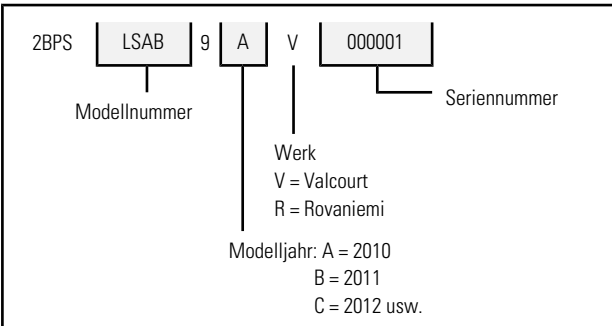 2BPS LSAB 9 A V 000001
Seriennummer
Modellnummer
Werk
V = Valcourt
R = Rovaniemi
Modelljahr: A = 2010
B = 2011
C = 2012 usw.